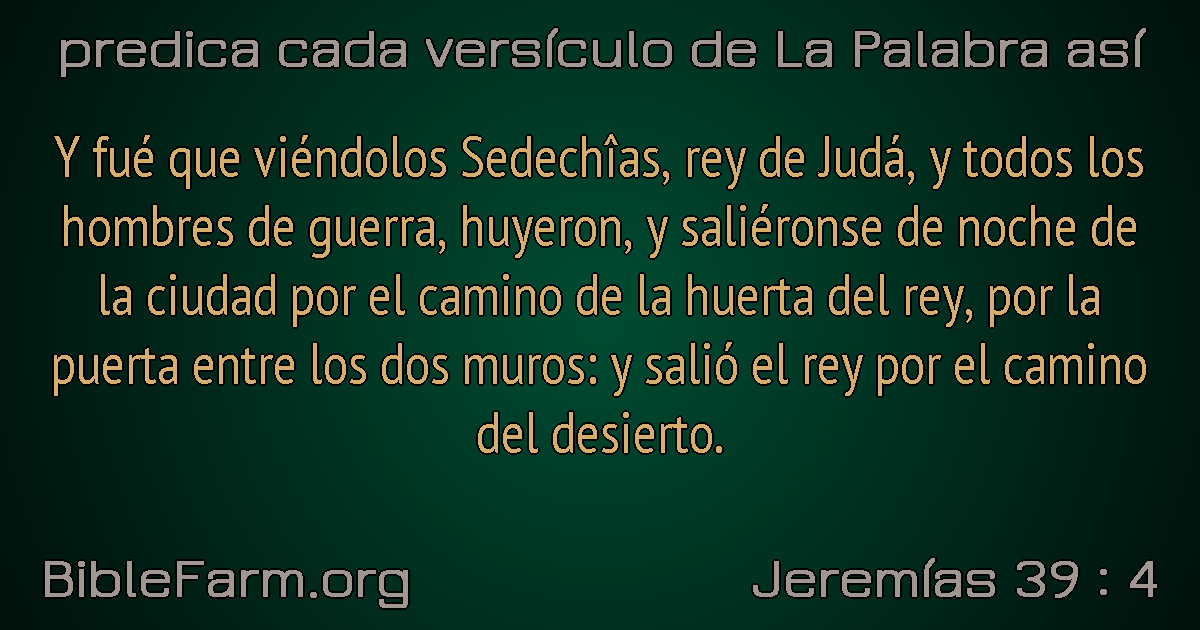 predica cada versículo de La Palabra así
Y fué que viéndolos Sedechîas, rey de Judá, y todos los
hombres de guerra, huyeron, y saliéronse de noche de
la ciudad por el camino de la huerta del rey, por la
puerta entre los dos muros: y salió el rey por el camino
del desierto.
BibleFarm.org
Jeremías 39 : 4